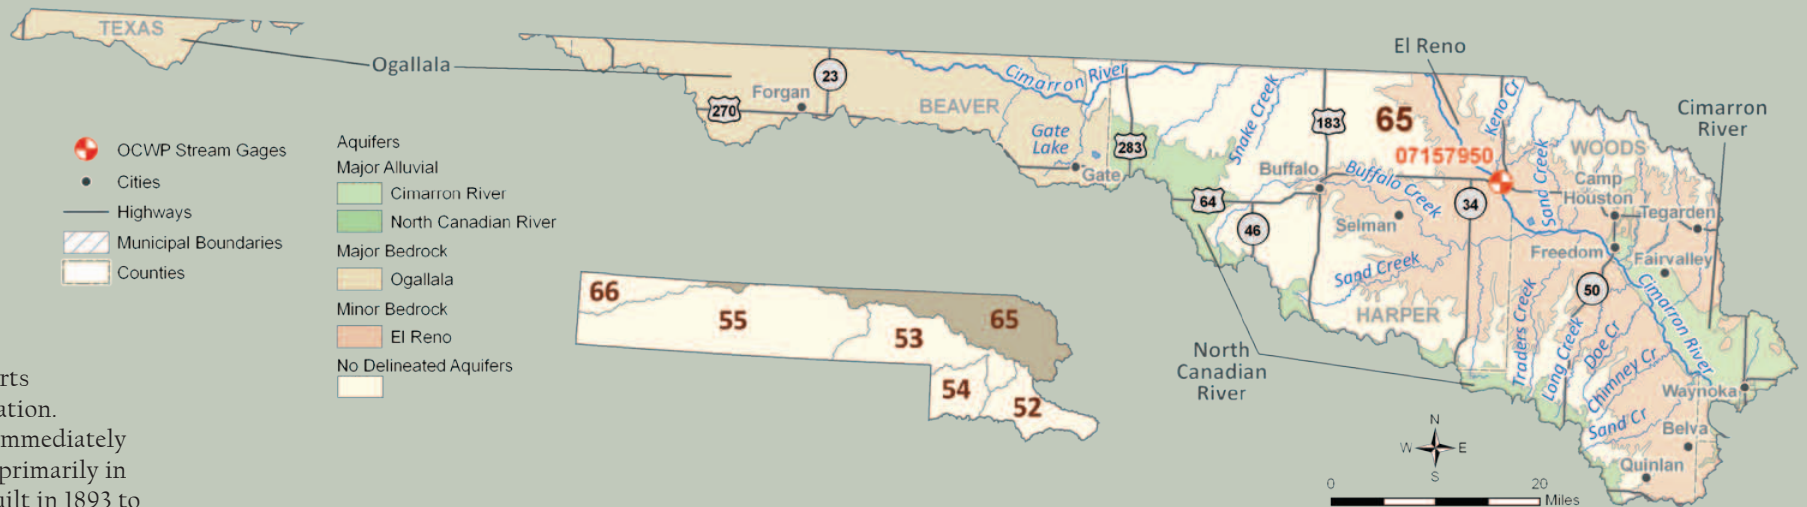 TEXAS
Ogallala
El Reno
Cimarron
River
23
Cimarron River
Forgan
270
BEAVER
Gate
Lake
Gate
283
Snake Creek
183
65
07157950
Keno Cr
WOODS
Sand Creek
Camp
Houston
Tegarden
Buffalo
Buffalo Creek
64
46
34
Selman
Freedom
Fairvalley
Sand Creek
50
HARPER
Cimarron River
Traders Creek
Long Creek
Doe Cr
Chimney Cr
Sand Cr
Waynoka
Belva
Quinlan
North
Canadian
River
N
W
E
S
0
20
Miles
OCWP Stream Gages
Cities
Highways
Municipal Boundaries
Counties
Aquifers
Major Alluvial
Cimarron River
North Canadian River
Major Bedrock
Ogallala
Minor Bedrock
El Reno
No Delineated Aquifers
66
55
53
65
54
52
rts
ation.
mmediately
primarily in
uilt in 1893 to